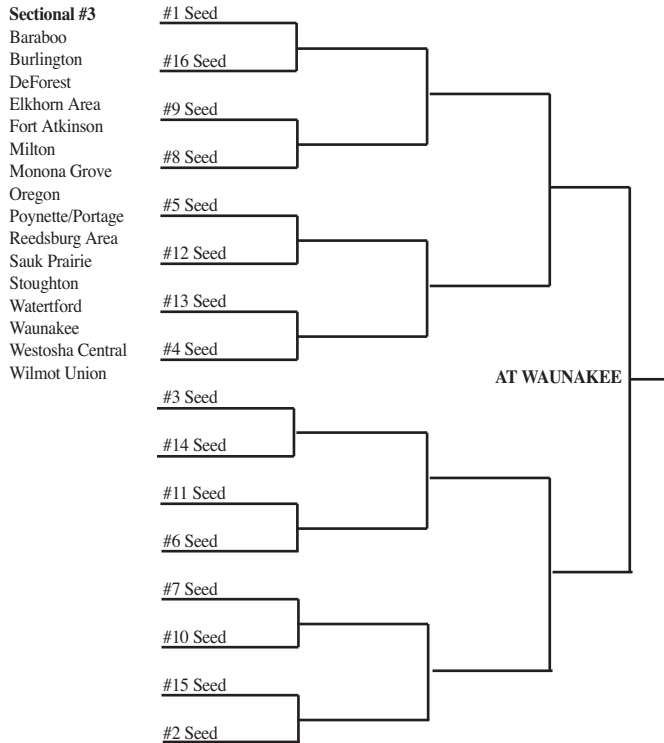 Sectional #3
Baraboo
Burlington
DeForest
Elkhorn Area
Fort Atkinson
Milton
Monona Grove
Oregon
Poynette/Portage
Reedsburg Area
Sauk Prairie
Stoughton
Watertford
Waunakee
Westosha Central
Wilmot Union
#1 Seed
#16 Seed
#9 Seed
#8 Seed
#5 Seed
#12 Seed
#13 Seed
#4 Seed
#3 Seed
#14 Seed
#11 Seed
#6 Seed
#7 Seed
#10 Seed
#15 Seed
#2 Seed
AT WAUNAKEE